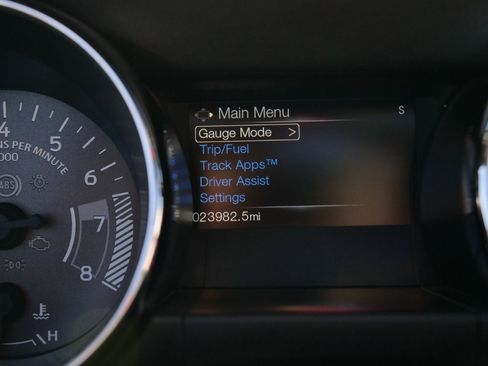 Main Menu
S
Gauge Mode >
Trip/Fuel
Track Apps™
Driver Assist
Settings
023982.5mi
4
5
6
7
8
NS PER MINUTE
000
ABS
H